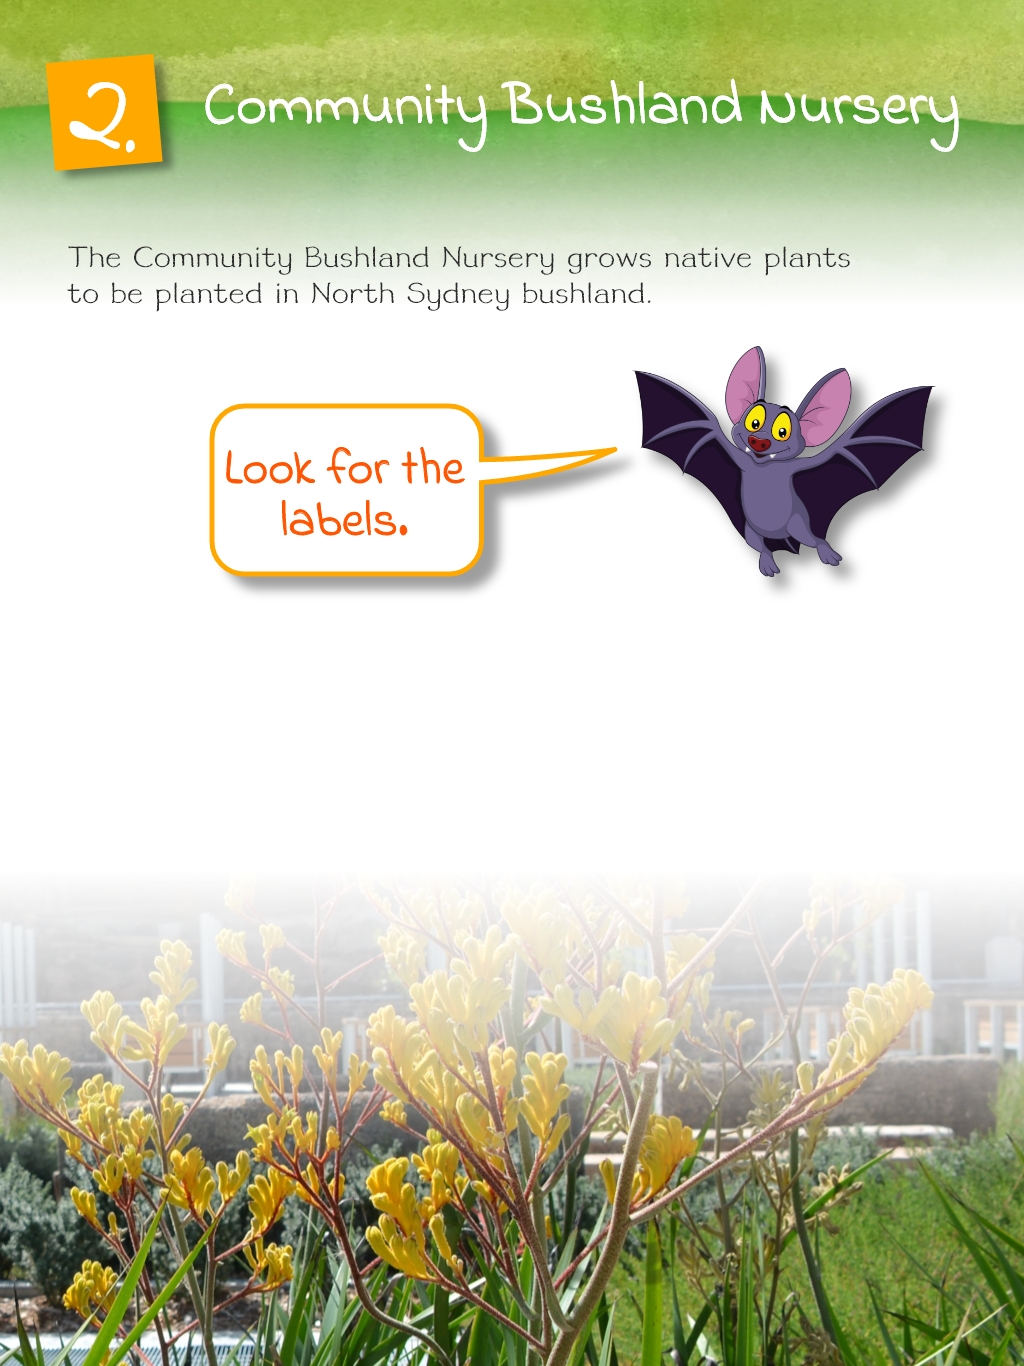 2.
Community Bushland Nursery
The Community Bushland Nursery grows native plants
to be planted in North Sydney bushland.
Look for the
labels.